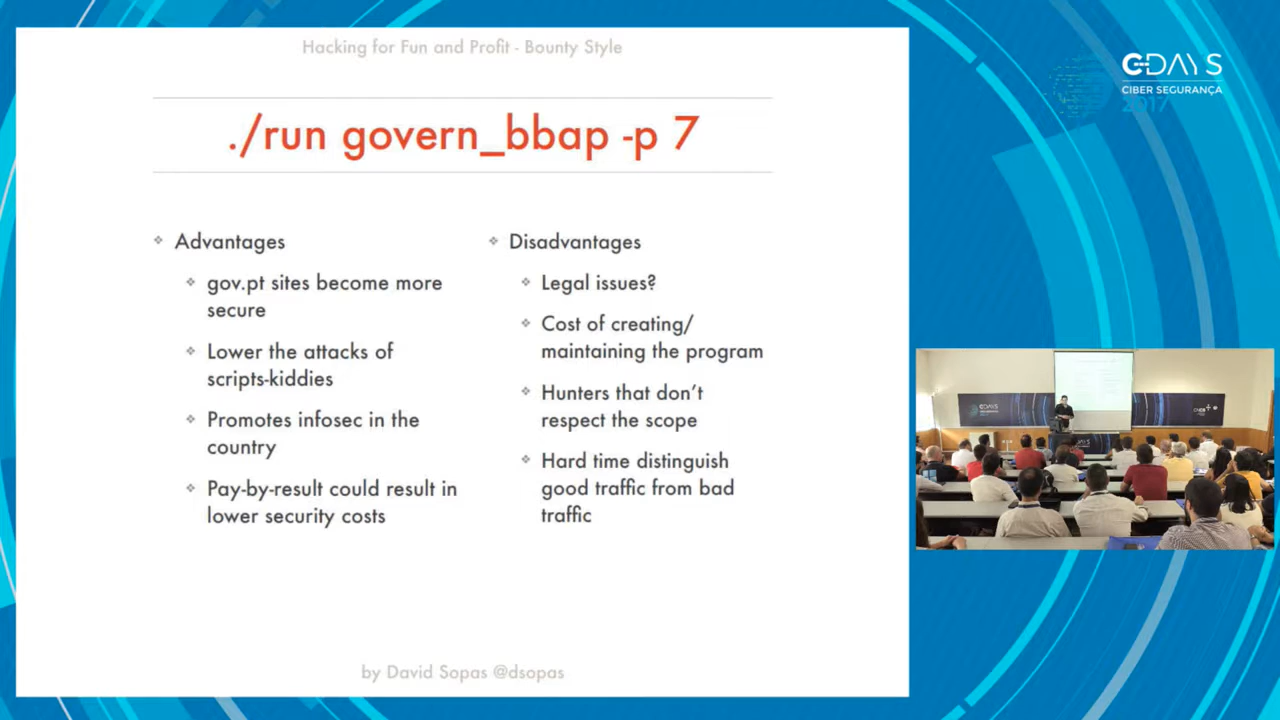 Hacking for Fun and Profit - Bounty Style
./run govern_bbap -p 7
Advantages
gov.pt sites become more
secure
Lower the attacks of
scripts-kiddies
Promotes infosec in the
country
Pay-by-result could result in
lower security costs
Disadvantages
Legal issues?
Cost of creating/
maintaining the program
Hunters that don't
respect the scope
Hard time distinguish
good traffic from bad
traffic
by David Sopas @dsopas
C-DAYS
CIBER SEGURANÇA
2017
C-DAYS
C-DAYS